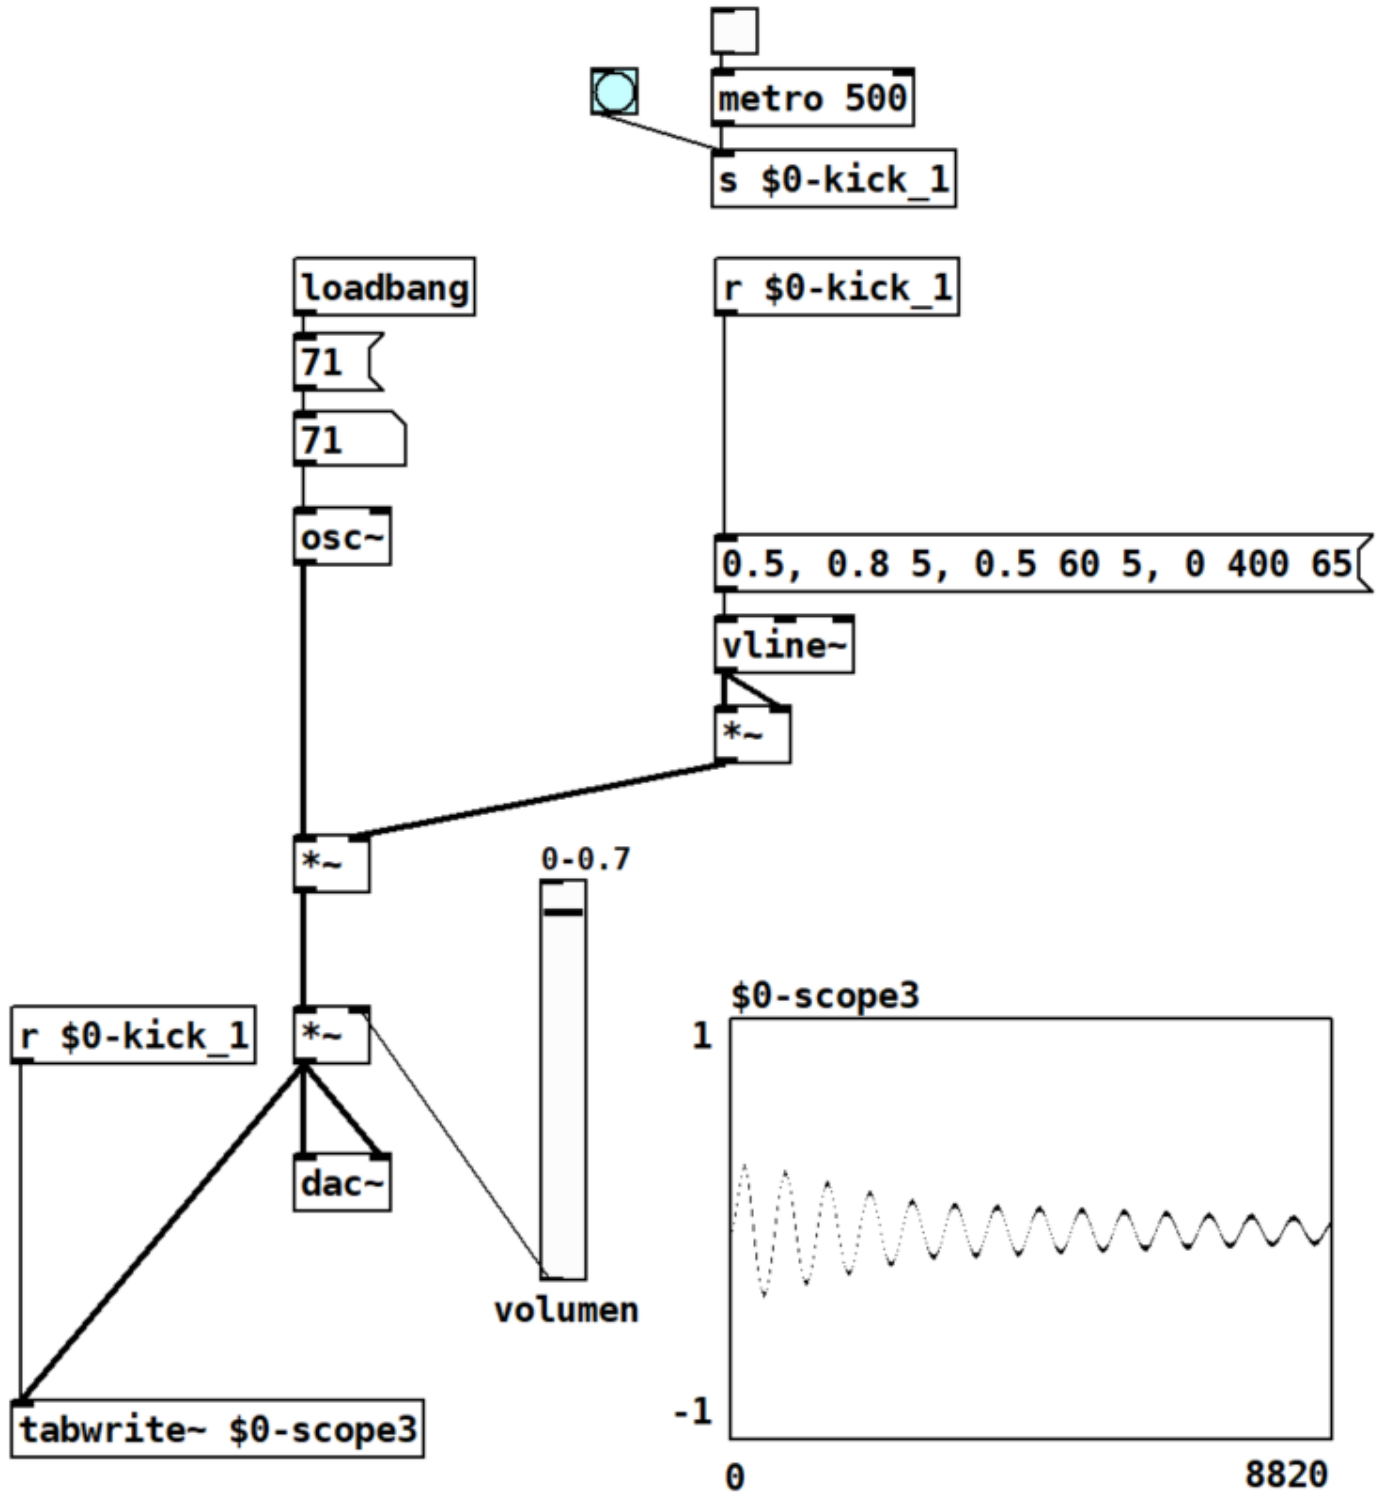 metro 500
s $0-kick_1
loadbang
r $0-kick_1
71
71
osc~
0.5, 0.8 5, 0.5 60 5, 0 400 65
vline~
*~
*~
0-0.7
r $0-kick_1
*~
$0-scope3
1
dac~
volumen
-1
tabwrite~ $0-scope3
0
8820